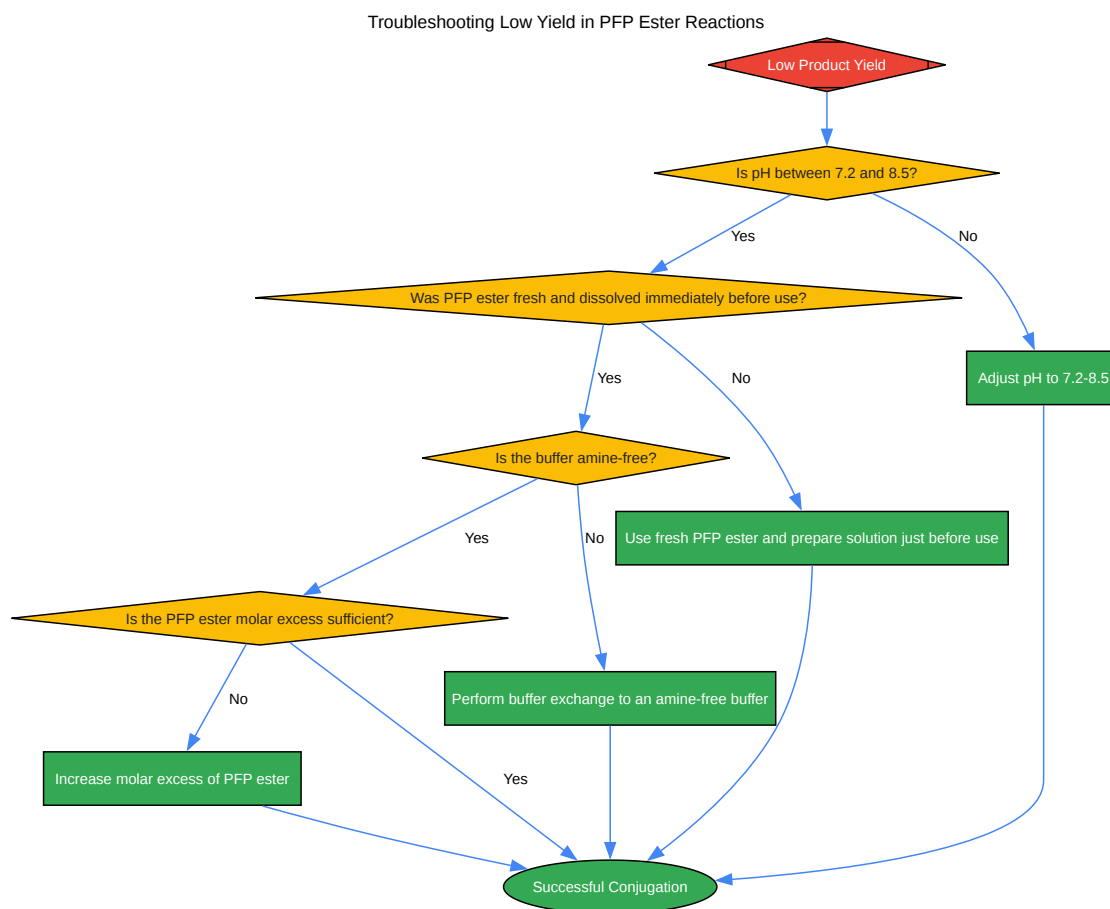 Troubleshooting Low Yield in PFP Ester Reactions
Low Product Yield
Is pH between 7.2 and 8.5?
Yes
No
Was PFP ester fresh and dissolved immediately before use?
Adjust pH to 7.2-8.5
Yes
No
Is the buffer amine-free?
Yes
No
Use fresh PFP ester and prepare solution just before use
Is the PFP ester molar excess sufficient?
No
Perform buffer exchange to an amine-free buffer
Increase molar excess of PFP ester
Yes
Successful Conjugation